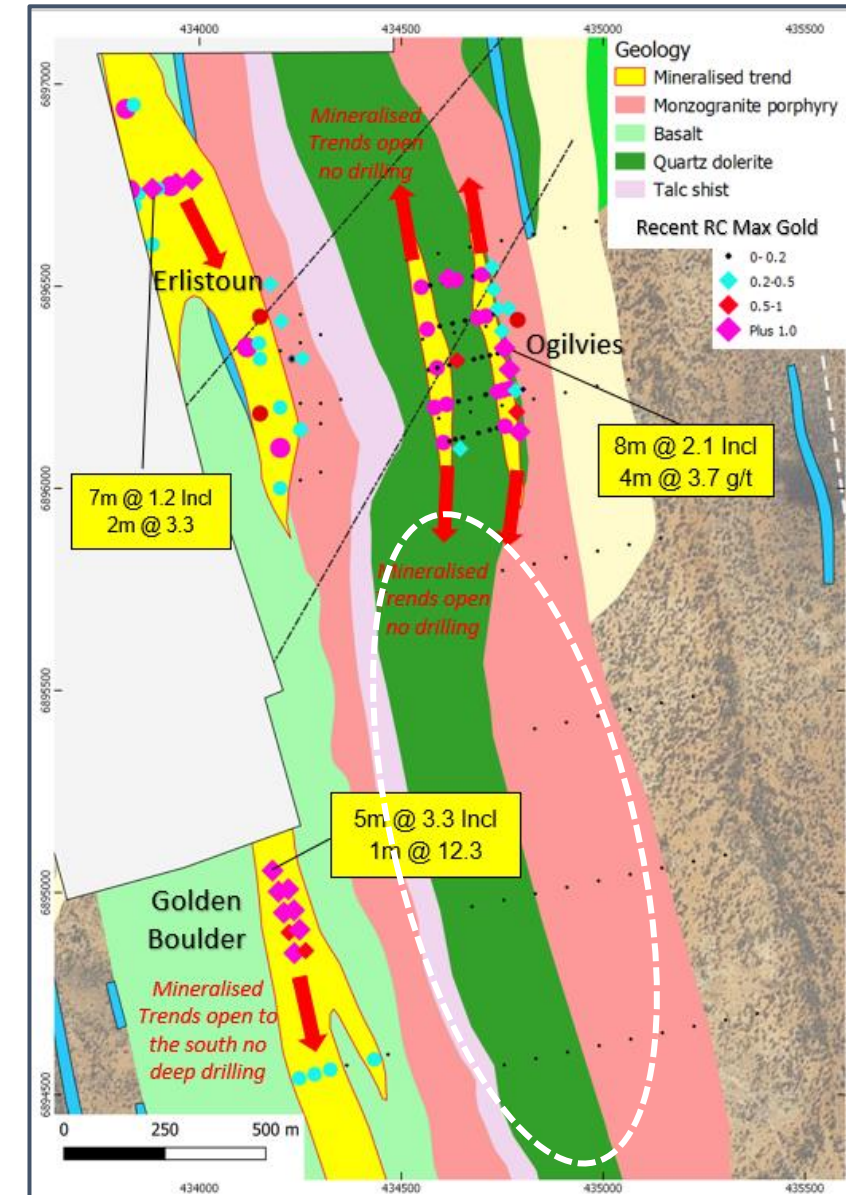 434000
434500
435000
435500
6897000
6896500
6896000
6895500
6895000
6894500
Geology
Mineralised trend
Monzogranite porphyry
Basalt
Quartz dolerite
Talc shist
Recent RC Max Gold
0- 0.2
0.2-0.5
0.5-1
Plus 1.0
Mineralised
Trends open
no drilling
Erlistoun
Ogilvies
7m @ 1.2 Incl
2m @ 3.3
8m @ 2.1 Incl
4m @ 3.7 g/t
Mineralised
Trends open
no drilling
5m @ 3.3 Incl
1m @ 12.3
Golden
Boulder
Mineralised
Trends open to
the south no
deep drilling
0 250 500 m
434000
434500
435000
435500